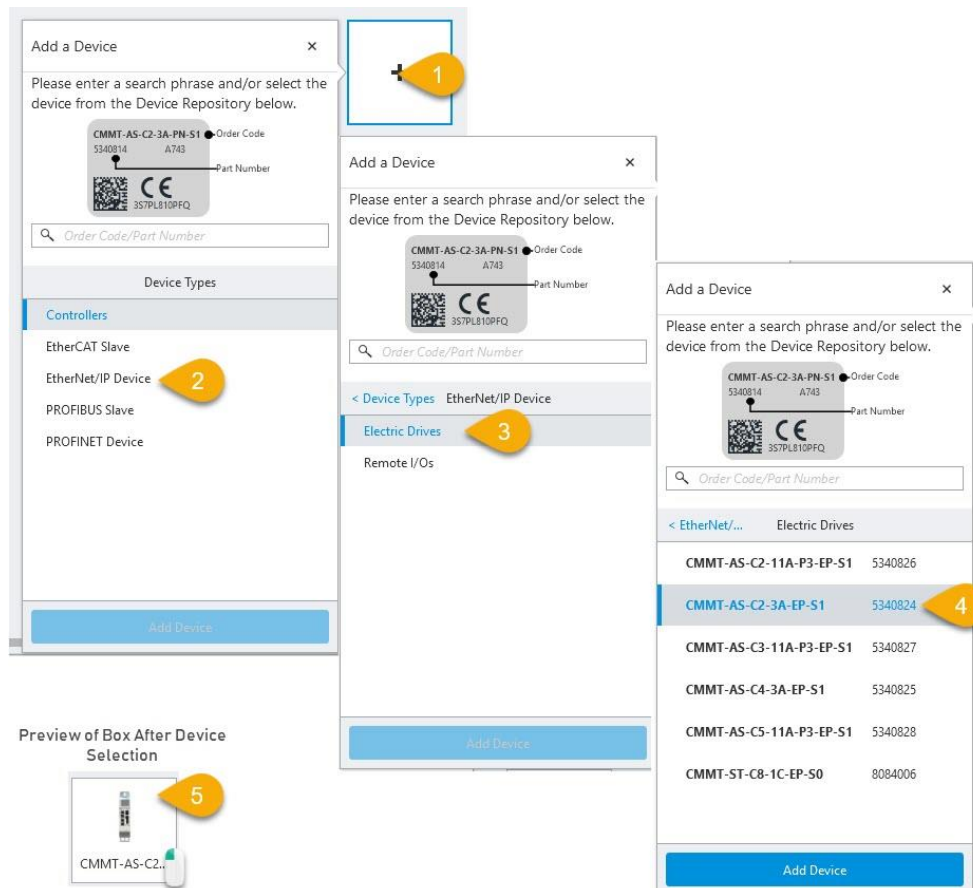 Add a Device ×
1
Please enter a search phrase and/or select the
device from the Device Repository below.
CMMT-AS-C2-3A-PN-S1 Order Code
5340814 A743
Part Number
CE
3S7PL810PFQ
Order Code/Part Number
Device Types
Controllers
EtherCAT Slave
EtherNet/IP Device
2
PROFIBUS Slave
PROFINET Device
Add Device
Add a Device ×
Please enter a search phrase and/or select the
device from the Device Repository below.
CMMT-AS-C2-3A-PN-S1 Order Code
5340814 A743
Part Number
CE
3S7PL810PFQ
Order Code/Part Number
< Device Types EtherNet/IP Device
Electric Drives
3
Remote I/Os
Add Device
Add a Device ×
Please enter a search phrase and/or select the
device from the Device Repository below.
CMMT-AS-C2-3A-PN-S1 Order Code
5340814 A743
Part Number
CE
3S7PL810PFQ
Order Code/Part Number
< EtherNet/... Electric Drives
CMMT-AS-C2-11A-P3-EP-S1 5340826
CMMT-AS-C2-3A-EP-S1 5340824
4
CMMT-AS-C3-11A-P3-EP-S1 5340827
CMMT-AS-C4-3A-EP-S1 5340825
CMMT-AS-C5-11A-P3-EP-S1 5340828
CMMT-ST-C8-1C-EP-S0 8084006
Add Device
Preview of Box After Device
Selection
5
CMMT-AS-C2...